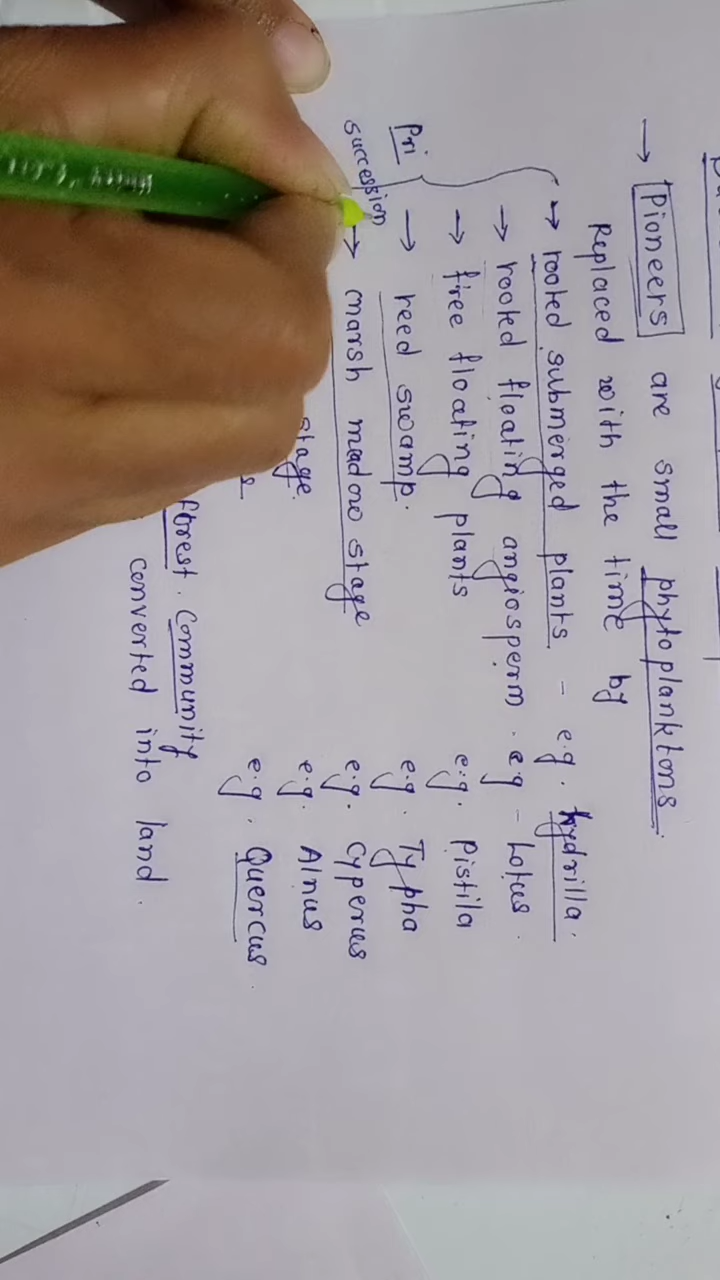 → Pioneers are small phytoplanktons.
Replaced with the time by
→ rooted submerged plants - e.g. hydrilla.
→ rooted floating angiosperm. e.g - Lotus.
→ free floating plants e.g. Pistila
Pri → reed swamp. e.g. Typha
succession → marsh madow stage e.g. Cyperus
stage. e.g. Alnus
e.g. Quercus.
forest. Community
converted into land.